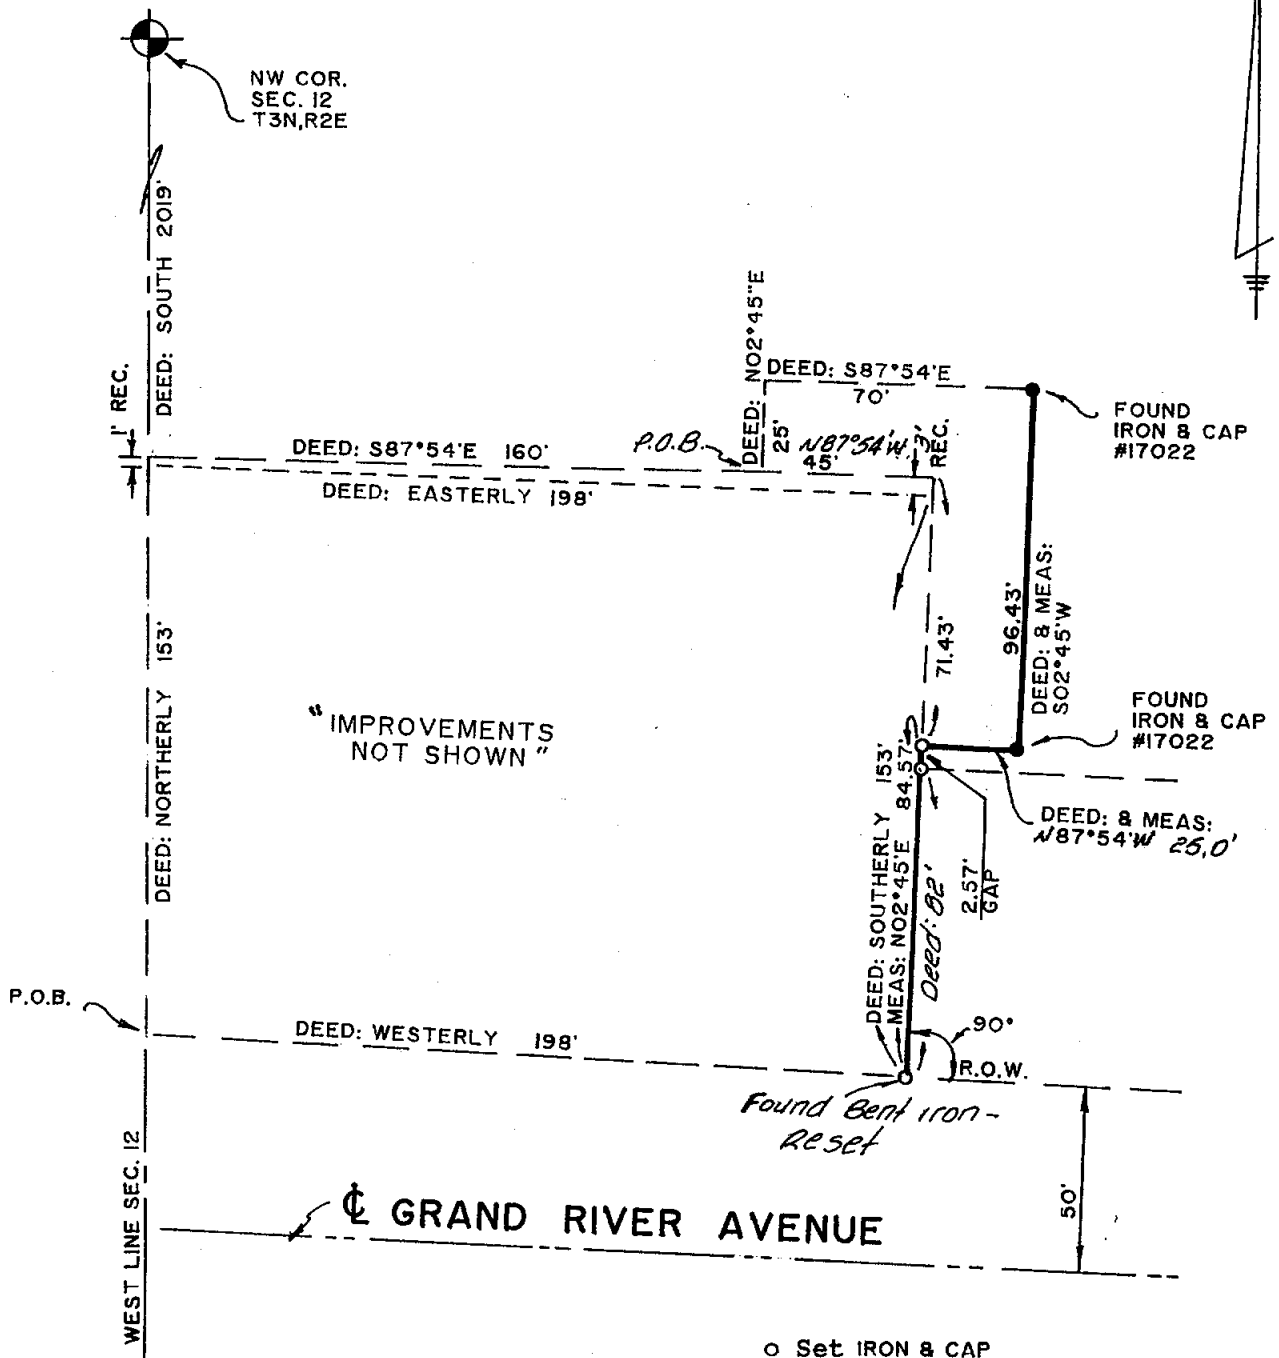 NW COR.
SEC. 12
T3N,R2E
DEED: SOUTH 2019'
1' REC.
DEED: N02°45"E
25'
DEED: S87°54'E
70'
FOUND
IRON & CAP
#17022
DEED: S87°54'E 160'
P.O.B.
N87°54'W
45'
3'
REC.
DEED: EASTERLY 198'
96.43'
DEED: & MEAS:
S02°45'W
71.43'
DEED: NORTHERLY 153'
"IMPROVEMENTS
NOT SHOWN"
FOUND
IRON & CAP
#17022
DEED: SOUTHERLY 153'
MEAS: N02°45'E 84.57'
Deed: 82'
2.57'
GAP
DEED: & MEAS:
N87°54'W 25.0'
P.O.B.
DEED: WESTERLY 198'
90°
R.O.W.
Found Bent iron -
Reset
50'
WEST LINE SEC. 12
℄ GRAND RIVER AVENUE
o Set IRON & CAP